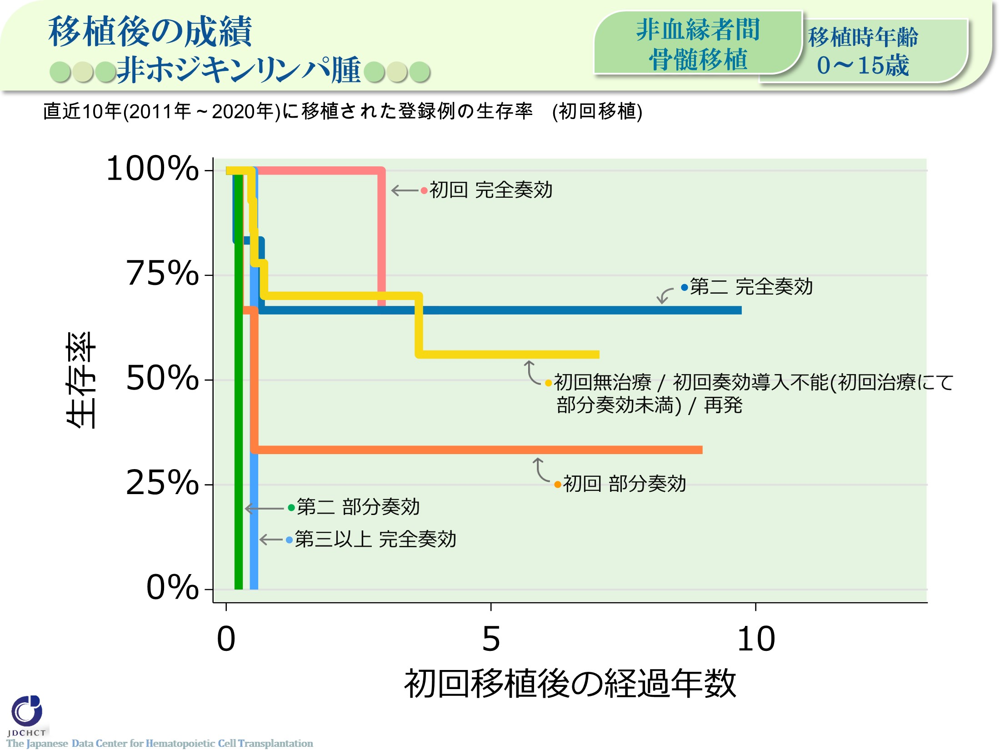 移植後の成績
非ホジキンリンパ腫
非血縁者間
骨髄移植
移植時年齢
0～15歳
直近10年(2011年～2020年)に移植された登録例の生存率　(初回移植)
生存率
100%
75%
50%
25%
0%
初回 完全奏効
第二 完全奏効
初回無治療 / 初回奏効導入不能(初回治療にて
部分奏効未満) / 再発
初回 部分奏効
第二 部分奏効
第三以上 完全奏効
0
5
10
初回移植後の経過年数
JDCHCT
The Japanese Data Center for Hematopoietic Cell Transplantation